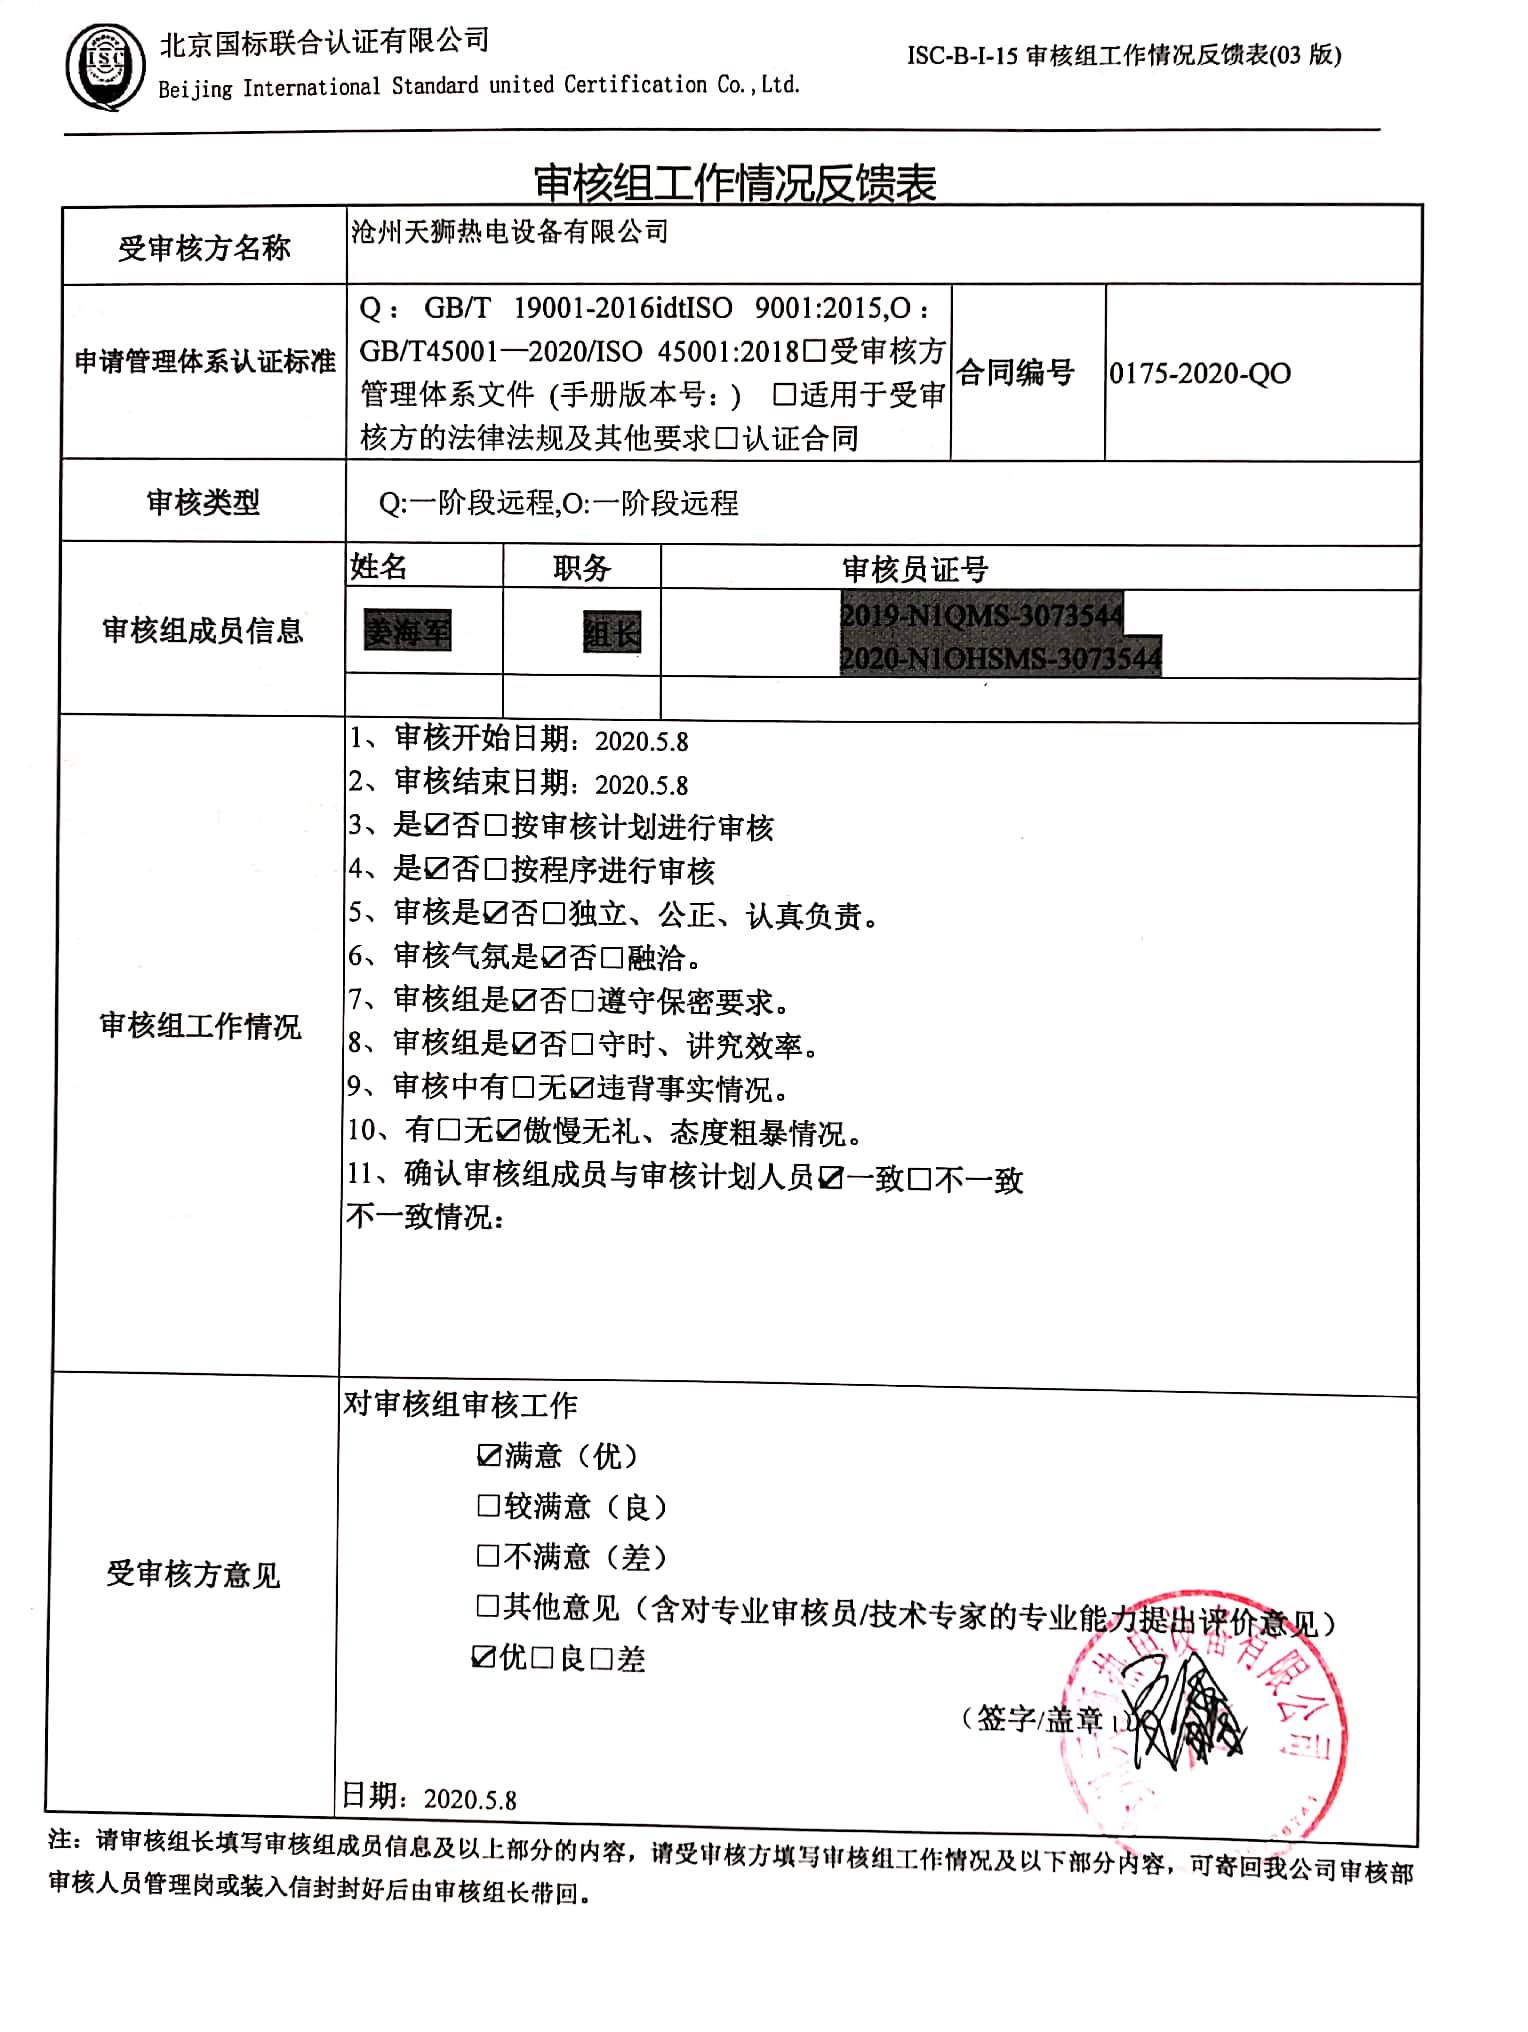 ISC
北京国标联合认证有限公司
ISC-B-I-15 审核组工作情况反馈表(03 版)
Beijing International Standard united Certification Co.,Ltd.
审核组工作情况反馈表
受审核方名称
沧州天狮热电设备有限公司
申请管理体系认证标准
Q： GB/T 19001-2016idtISO 9001:2015,O：
GB/T45001—2020/ISO 45001:2018□受审核方
管理体系文件 (手册版本号：) □适用于受审
核方的法律法规及其他要求□认证合同
合同编号
0175-2020-QO
审核类型
Q:一阶段远程,O:一阶段远程
审核组成员信息
姓名 职务 审核员证号
姜海军 组长 2019-N1QMS-3073544
2020-N1OHSMS-3073544
审核组工作情况
1、审核开始日期：2020.5.8
2、审核结束日期：2020.5.8
3、是☑否□按审核计划进行审核
4、是☑否□按程序进行审核
5、审核是☑否□独立、公正、认真负责。
6、审核气氛是☑否□融洽。
7、审核组是☑否□遵守保密要求。
8、审核组是☑否□守时、讲究效率。
9、审核中有□无☑违背事实情况。
10、有□无☑傲慢无礼、态度粗暴情况。
11、确认审核组成员与审核计划人员☑一致□不一致
不一致情况：
受审核方意见
对审核组审核工作
☑满意（优）
□较满意（良）
□不满意（差）
□其他意见（含对专业审核员/技术专家的专业能力提出评价意见）
☑优□良□差
（签字/盖章）
热电设备有限公司
日期：2020.5.8
注：请审核组长填写审核组成员信息及以上部分的内容，请受审核方填写审核组工作情况及以下部分内容，可寄回我公司审核部
审核人员管理岗或装入信封封好后由审核组长带回。